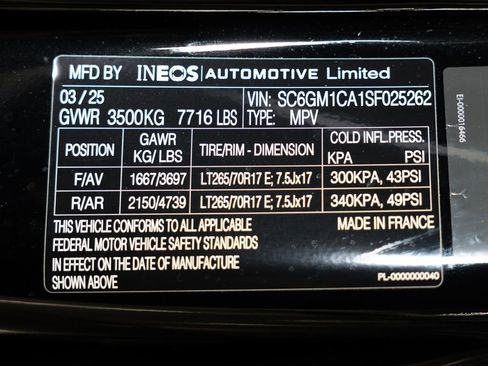 MFD BY INEOS | AUTOMOTIVE Limited
03 / 25 VIN: SC6GM1CA1SF025262
GVWR 3500KG 7716 LBS TYPE: MPV
POSITION GAWR KG/LBS TIRE/RIM - DIMENSION COLD INFL.PRESS. KPA PSI
F/AV 1667/3697 LT265/70R17 E; 7.5Jx17 300KPA, 43PSI
R/AR 2150/4739 LT265/70R17 E; 7.5Jx17 340KPA, 49PSI
THIS VEHICLE CONFORMS TO ALL APPLICABLE MADE IN FRANCE
FEDERAL MOTOR VEHICLE SAFETY STANDARDS
IN EFFECT ON THE DATE OF MANUFACTURE
SHOWN ABOVE PL-0000000040
EI-0000016466